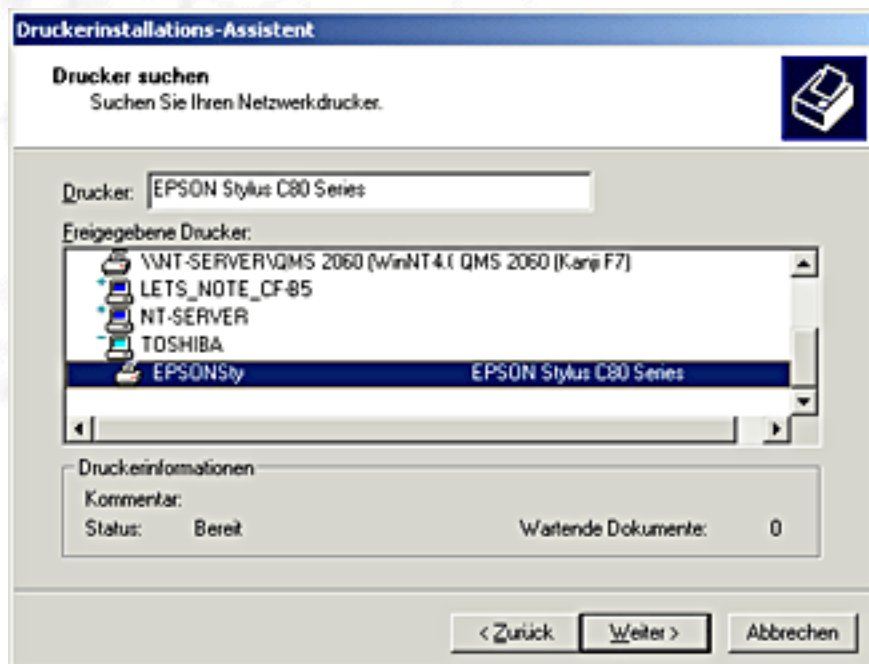 Druckerinstallations-Assistent
Drucker suchen
Suchen Sie Ihren Netzwerkdrucker.
Drucker: EPSON Stylus C80 Series
Freigegebene Drucker:
\\NT-SERVER\QMS 2060 (WinNT4.( QMS 2060 (Kanji F7)
LETS_NOTE_CF-B5
NT-SERVER
TOSHIBA
EPSONSty EPSON Stylus C80 Series
Druckerinformationen
Kommentar:
Status: Bereit Wartende Dokumente: 0
< Zurück Weiter > Abbrechen